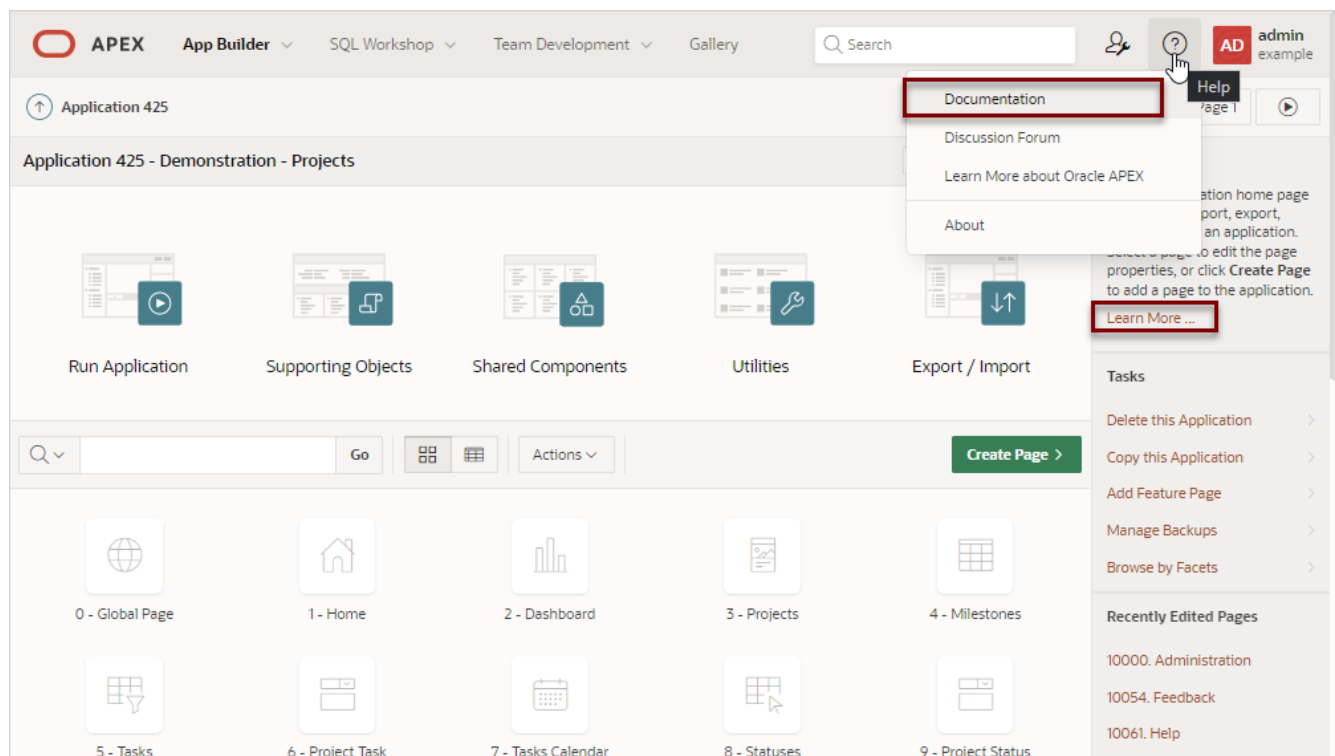 APEX
App Builder
SQL Workshop
Team Development
Gallery
Search
AD
admin
example
Help
Documentation
Discussion Forum
Learn More about Oracle APEX
About
Application 425
Page 1
Application 425 - Demonstration - Projects
ation home page
port, export,
an application.
to edit the page
properties, or click Create Page
to add a page to the application.
Learn More ...
Run Application
Supporting Objects
Shared Components
Utilities
Export / Import
Tasks
Delete this Application
Copy this Application
Add Feature Page
Manage Backups
Browse by Facets
Go
Actions
Create Page
0 - Global Page
1 - Home
2 - Dashboard
3 - Projects
4 - Milestones
Recently Edited Pages
10000. Administration
10054. Feedback
10061. Help
5 - Tasks
6 - Project Task
7 - Tasks Calendar
8 - Statuses
9 - Project Status